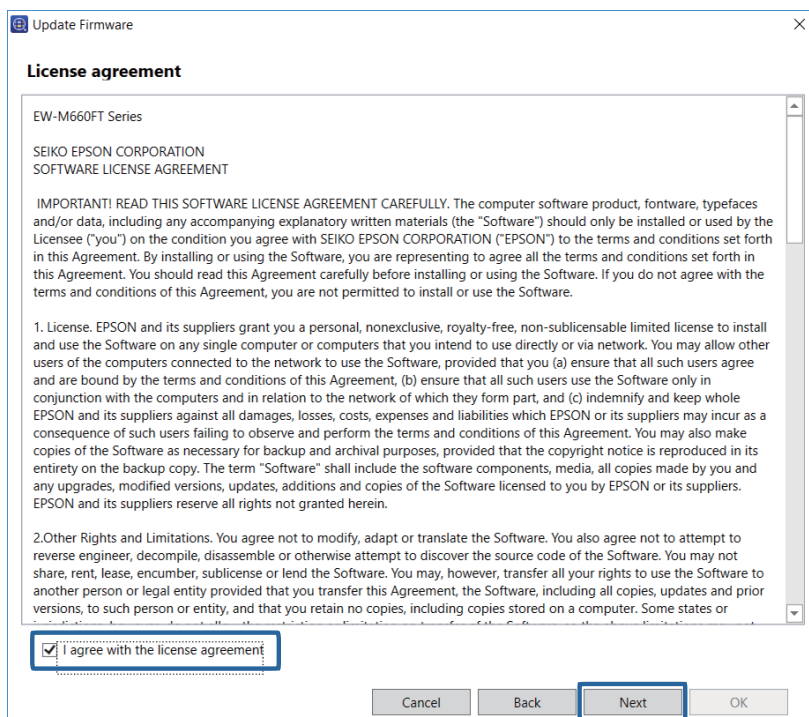 Update Firmware
License agreement
EW-M660FT Series
SEIKO EPSON CORPORATION
SOFTWARE LICENSE AGREEMENT
IMPORTANT! READ THIS SOFTWARE LICENSE AGREEMENT CAREFULLY. The computer software product, fontware, typefaces
and/or data, including any accompanying explanatory written materials (the "Software") should only be installed or used by the
Licensee ("you") on the condition you agree with SEIKO EPSON CORPORATION ("EPSON") to the terms and conditions set forth
in this Agreement. By installing or using the Software, you are representing to agree all the terms and conditions set forth in
this Agreement. You should read this Agreement carefully before installing or using the Software. If you do not agree with the
terms and conditions of this Agreement, you are not permitted to install or use the Software.
1. License. EPSON and its suppliers grant you a personal, nonexclusive, royalty-free, non-sublicensable limited license to install
and use the Software on any single computer or computers that you intend to use directly or via network. You may allow other
users of the computers connected to the network to use the Software, provided that you (a) ensure that all such users agree
and are bound by the terms and conditions of this Agreement, (b) ensure that all such users use the Software only in
conjunction with the computers and in relation to the network of which they form part, and (c) indemnify and keep whole
EPSON and its suppliers against all damages, losses, costs, expenses and liabilities which EPSON or its suppliers may incur as a
consequence of such users failing to observe and perform the terms and conditions of this Agreement. You may also make
copies of the Software as necessary for backup and archival purposes, provided that the copyright notice is reproduced in its
entirety on the backup copy. The term "Software" shall include the software components, media, all copies made by you and
any upgrades, modified versions, updates, additions and copies of the Software licensed to you by EPSON or its suppliers.
EPSON and its suppliers reserve all rights not granted herein.
2.Other Rights and Limitations. You agree not to modify, adapt or translate the Software. You also agree not to attempt to
reverse engineer, decompile, disassemble or otherwise attempt to discover the source code of the Software. You may not
share, rent, lease, encumber, sublicense or lend the Software. You may, however, transfer all your rights to use the Software to
another person or legal entity provided that you transfer this Agreement, the Software, including all copies, updates and prior
versions, to such person or entity, and that you retain no copies, including copies stored on a computer. Some states or
I agree with the license agreement
Cancel Back Next OK